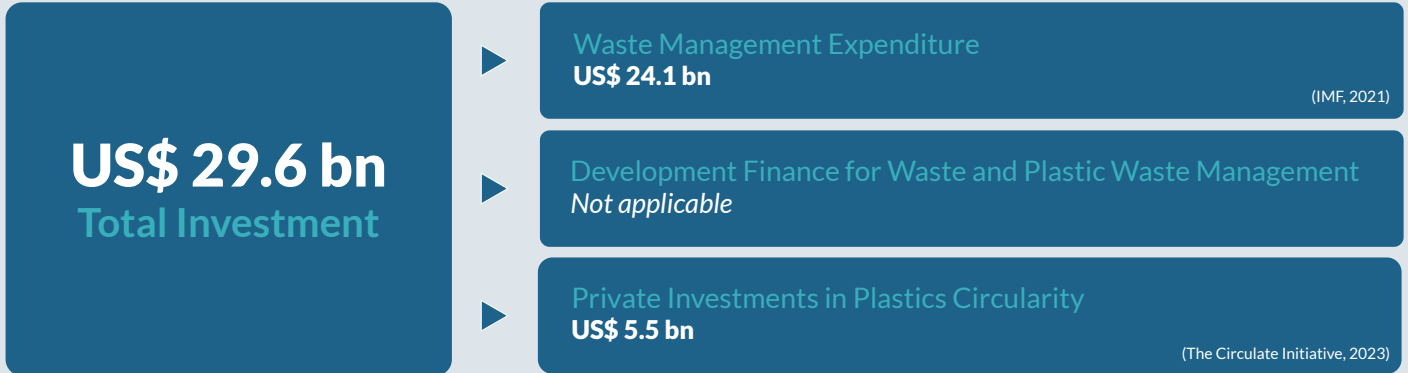 US$ 29.6 bn
Total Investment
Waste Management Expenditure
US$ 24.1 bn
(IMF, 2021)
Development Finance for Waste and Plastic Waste Management
Not applicable
Private Investments in Plastics Circularity
US$ 5.5 bn
(The Circulate Initiative, 2023)